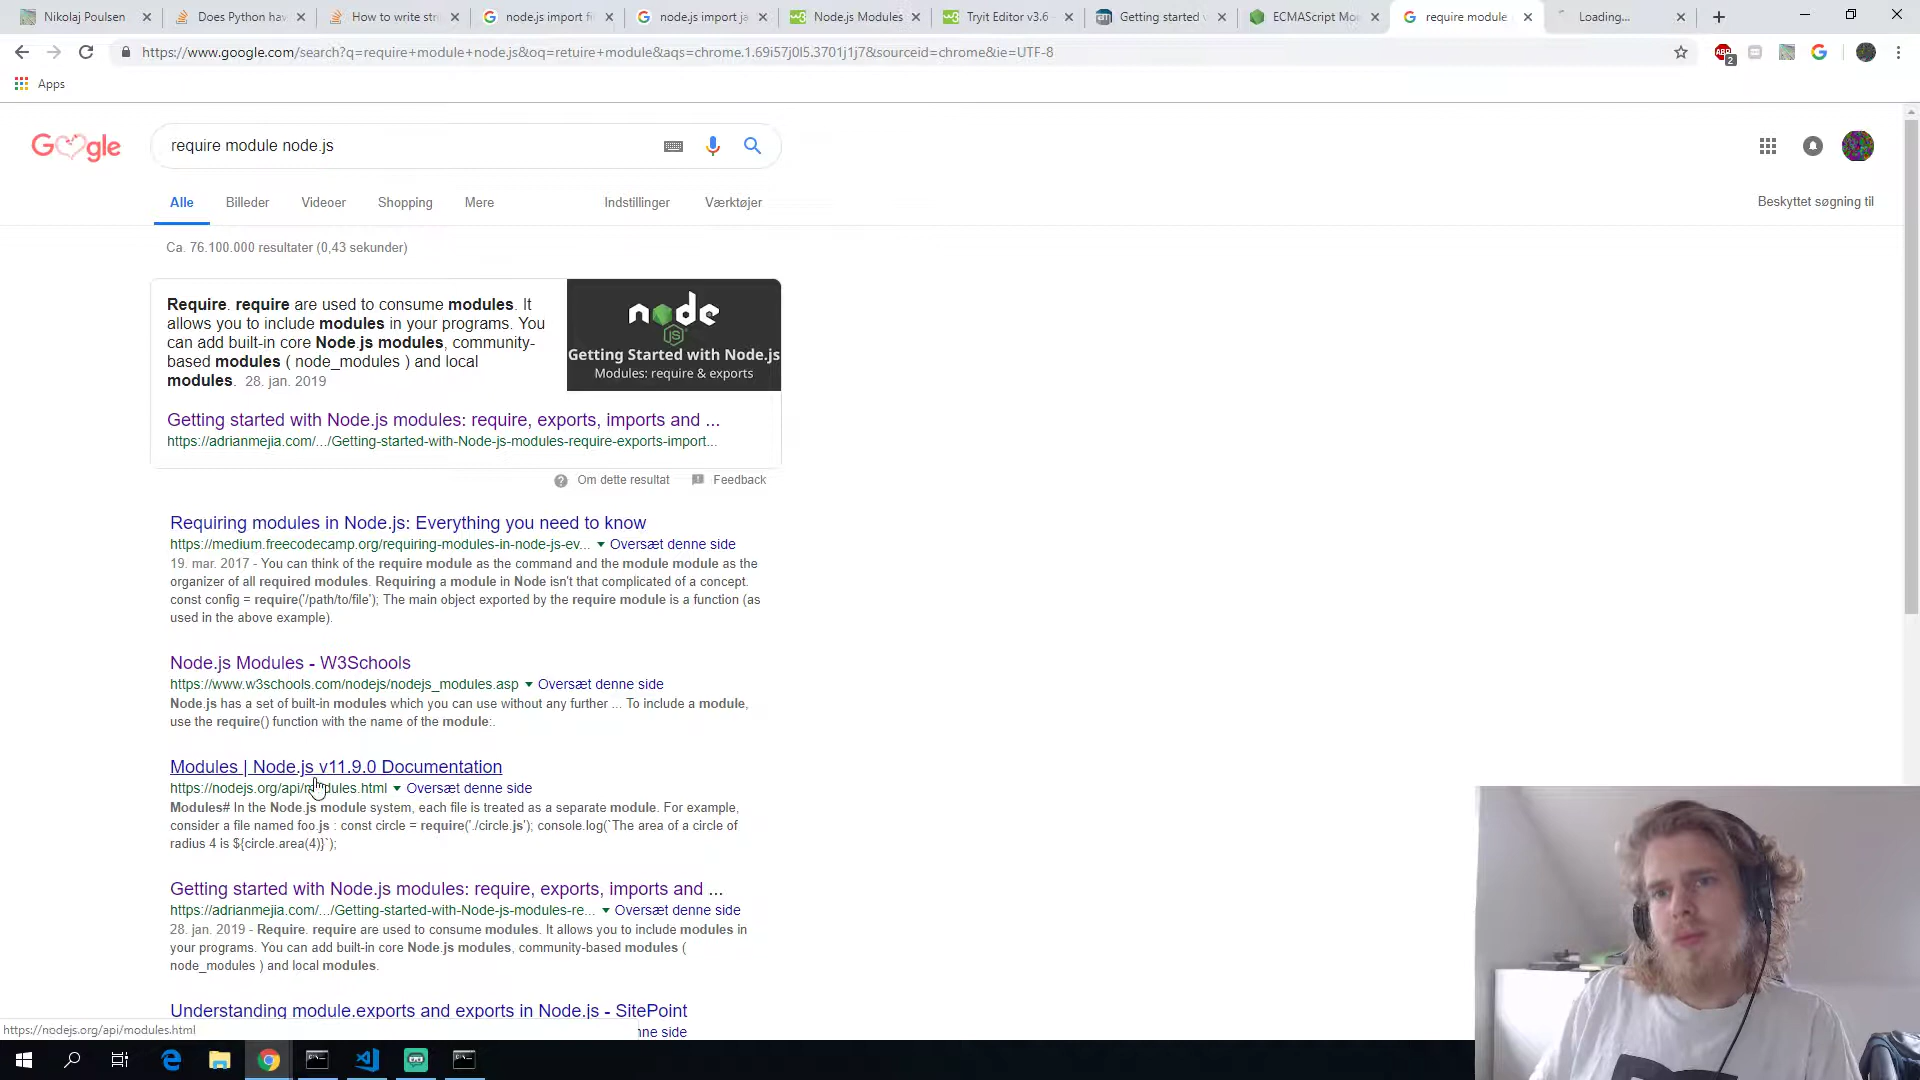 Nikolaj Poulsen
Does Python hav
How to write str
node.js import fi
node.js import ja
Node.js Modules
Tryit Editor v3.6
Getting started v
ECMAScript Mo
require module
Loading...
https://www.google.com/search?q=require+module+node.js&oq=retuire+module&aqs=chrome.1.69i57j0l5.3701j1j7&sourceid=chrome&ie=UTF-8
ABP
2
Apps
Google
require module node.js
Alle
Billeder
Videoer
Shopping
Mere
Indstillinger
Værktøjer
Beskyttet søgning til
Ca. 76.100.000 resultater (0,43 sekunder)
Require. require are used to consume modules. It
allows you to include modules in your programs. You
can add built-in core Node.js modules, community-
based modules ( node_modules ) and local
modules. 28. jan. 2019
node
JS
Getting Started with Node.js
Modules: require & exports
Getting started with Node.js modules: require, exports, imports and ...
https://adrianmejia.com/.../Getting-started-with-Node-js-modules-require-exports-import...
Om dette resultat
Feedback
Requiring modules in Node.js: Everything you need to know
https://medium.freecodecamp.org/requiring-modules-in-node-js-ev... Oversæt denne side
19. mar. 2017 - You can think of the require module as the command and the module module as the
organizer of all required modules. Requiring a module in Node isn't that complicated of a concept.
const config = require('/path/to/file'); The main object exported by the require module is a function (as
used in the above example).
Node.js Modules - W3Schools
https://www.w3schools.com/nodejs/nodejs_modules.asp Oversæt denne side
Node.js has a set of built-in modules which you can use without any further ... To include a module,
use the require() function with the name of the module:.
Modules | Node.js v11.9.0 Documentation
https://nodejs.org/api/modules.html Oversæt denne side
Modules# In the Node.js module system, each file is treated as a separate module. For example,
consider a file named foo.js : const circle = require('./circle.js'); console.log(`The area of a circle of
radius 4 is ${circle.area(4)}`);
Getting started with Node.js modules: require, exports, imports and ...
https://adrianmejia.com/.../Getting-started-with-Node-js-modules-re... Oversæt denne side
28. jan. 2019 - Require. require are used to consume modules. It allows you to include modules in
your programs. You can add built-in core Node.js modules, community-based modules (
node_modules ) and local modules.
Understanding module.exports and exports in Node.js - SitePoint
https://nodejs.org/api/modules.html
nne side